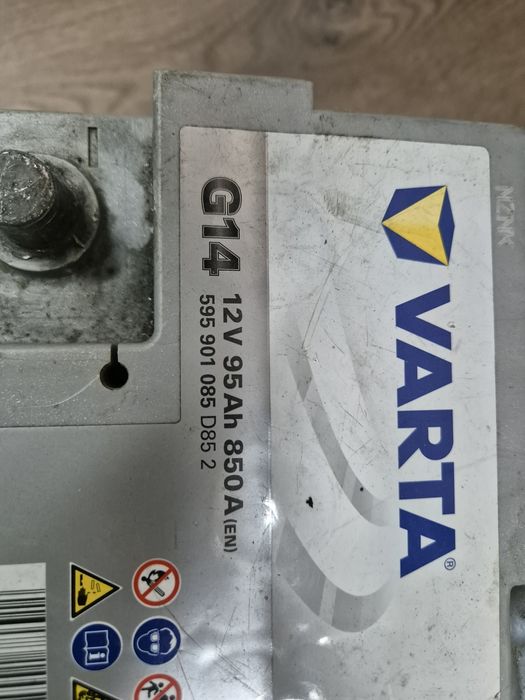 VARTA®
G14
12V 95Ah 850A (EN)
595 901 085 D85 2